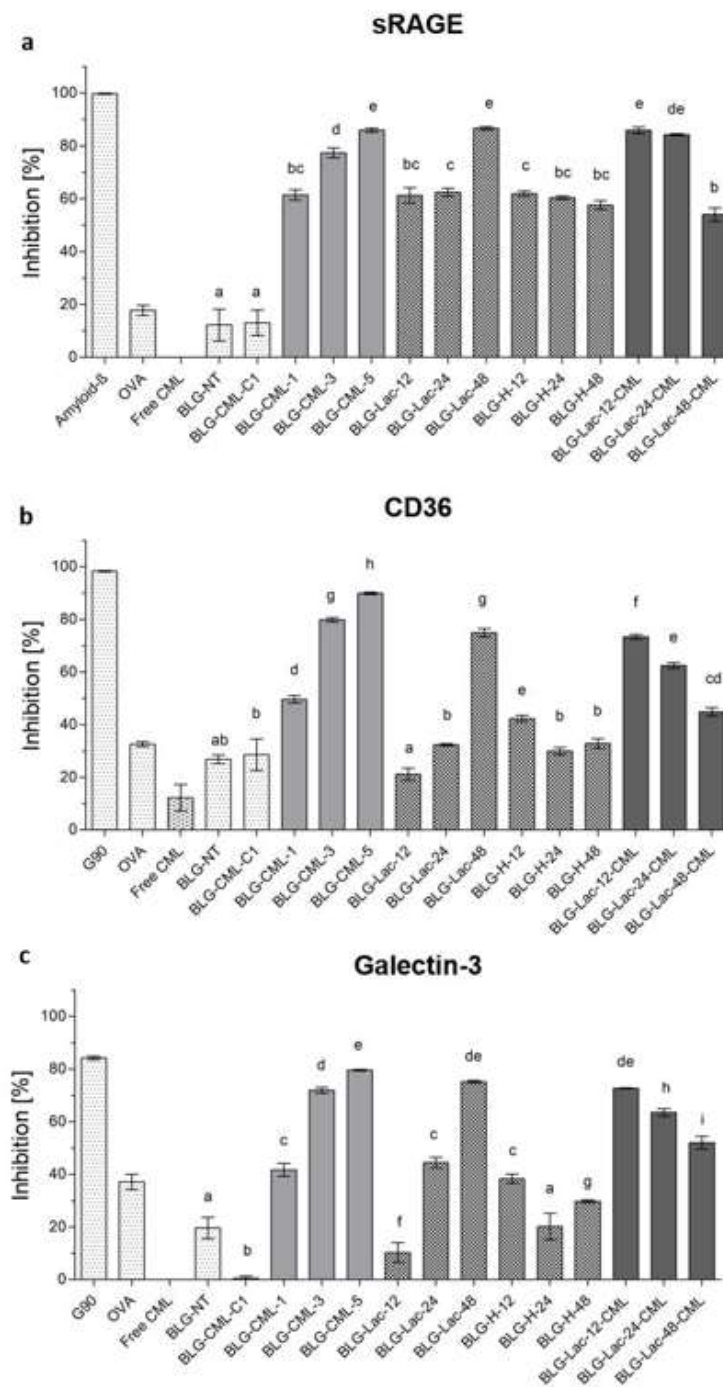 a
sRAGE
Inhibition [%]
100
80
60
40
20
0
a
a
bc
d
e
bc
c
e
c
bc
bc
e
de
b
Amyloid-ß
OVA
Free CML
BLG-NT
BLG-CML-C1
BLG-CML-1
BLG-CML-3
BLG-CML-5
BLG-Lac-12
BLG-Lac-24
BLG-Lac-48
BLG-H-12
BLG-H-24
BLG-H-48
BLG-Lac-12-CML
BLG-Lac-24-CML
BLG-Lac-48-CML
b
CD36
Inhibition [%]
100
80
60
40
20
0
ab
b
d
g
h
a
b
g
e
b
b
f
e
cd
G90
OVA
Free CML
BLG-NT
BLG-CML-C1
BLG-CML-1
BLG-CML-3
BLG-CML-5
BLG-Lac-12
BLG-Lac-24
BLG-Lac-48
BLG-H-12
BLG-H-24
BLG-H-48
BLG-Lac-12-CML
BLG-Lac-24-CML
BLG-Lac-48-CML
c
Galectin-3
Inhibition [%]
100
80
60
40
20
0
a
b
c
d
e
f
c
de
c
a
g
de
h
i
G90
OVA
Free CML
BLG-NT
BLG-CML-C1
BLG-CML-1
BLG-CML-3
BLG-CML-5
BLG-Lac-12
BLG-Lac-24
BLG-Lac-48
BLG-H-12
BLG-H-24
BLG-H-48
BLG-Lac-12-CML
BLG-Lac-24-CML
BLG-Lac-48-CML